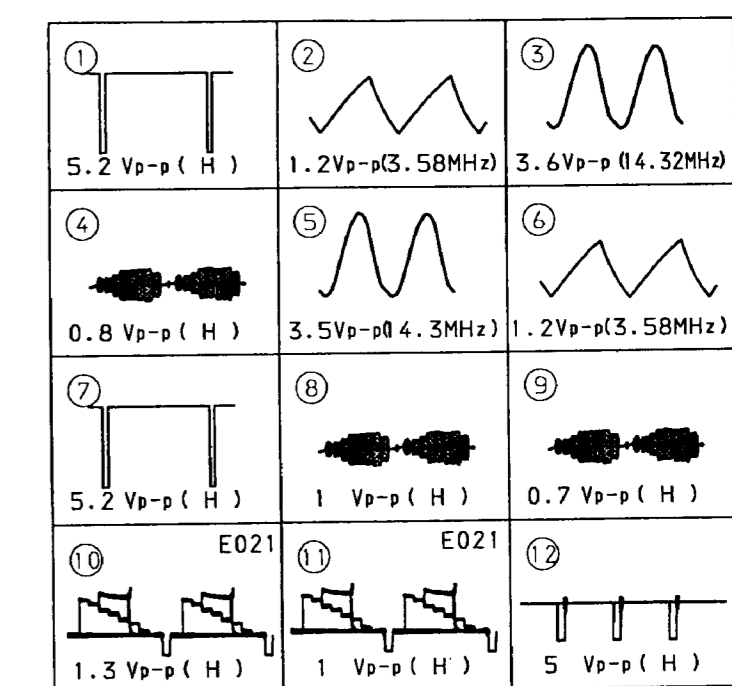 ① ② ③
5.2 Vp-p ( H ) 1.2Vp-p(3.58MHz) 3.6Vp-p (14.32MHz)
④ ⑤ ⑥
0.8 Vp-p ( H ) 3.5Vp-p(14.3MHz) 1.2Vp-p(3.58MHz)
⑦ ⑧ ⑨
5.2 Vp-p ( H ) 1 Vp-p ( H ) 0.7 Vp-p ( H )
⑩ E021 ⑪ E021 ⑫
1.3 Vp-p ( H ) 1 Vp-p ( H ) 5 Vp-p ( H )